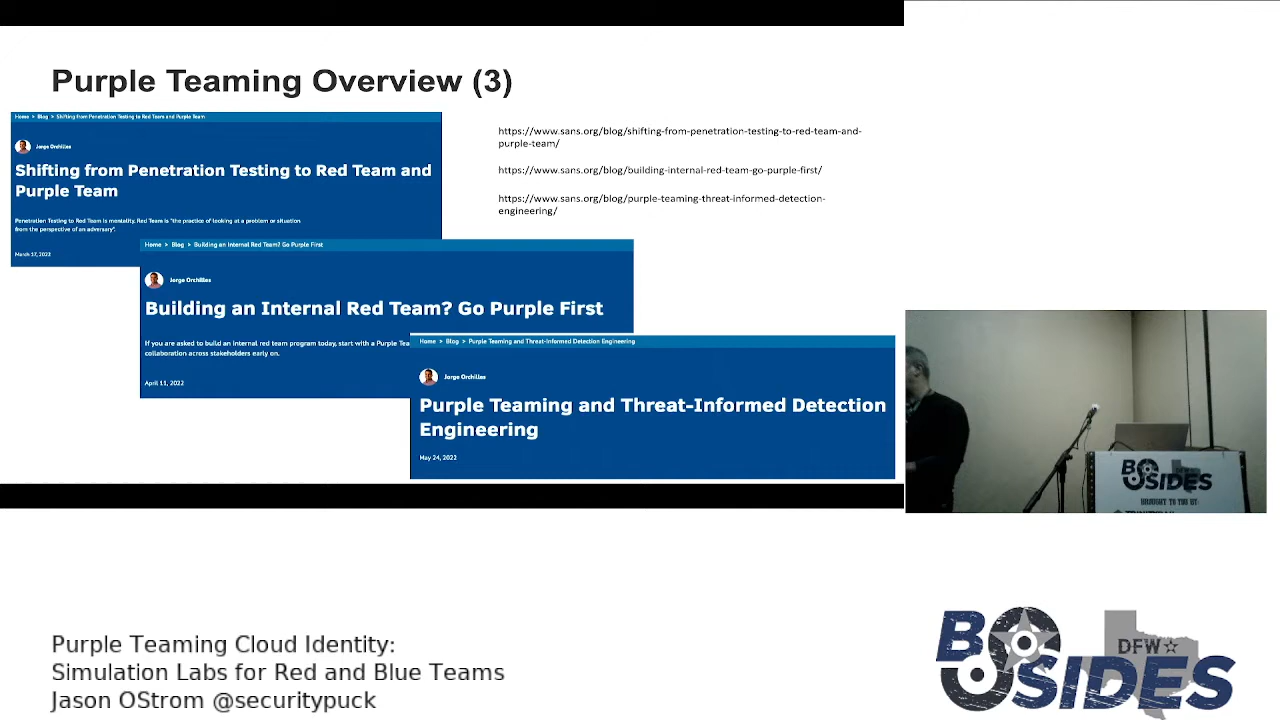 Purple Teaming Overview (3)
Home > Blog > Shifting from Penetration Testing to Red Team and Purple Team
Jorge Orchilles
Shifting from Penetration Testing to Red Team and
Purple Team
Penetration Testing to Red Team is mentality. Red Team is "the practice of looking at a problem or situation
from the perspective of an adversary".
March 17, 2022
https://www.sans.org/blog/shifting-from-penetration-testing-to-red-team-and-
purple-team/
https://www.sans.org/blog/building-internal-red-team-go-purple-first/
https://www.sans.org/blog/purple-teaming-threat-informed-detection-
engineering/
Home > Blog > Building an Internal Red Team? Go Purple First
Jorge Orchilles
Building an Internal Red Team? Go Purple First
If you are asked to build an internal red team program today, start with a Purple Tea
collaboration across stakeholders early on.
April 11, 2022
Home > Blog > Purple Teaming and Threat-Informed Detection Engineering
Jorge Orchilles
Purple Teaming and Threat-Informed Detection
Engineering
May 24, 2022
BSIDES
BROUGHT TO YOU BY:
Purple Teaming Cloud Identity:
Simulation Labs for Red and Blue Teams
Jason OStrom @securitypuck
BSIDES
DFW